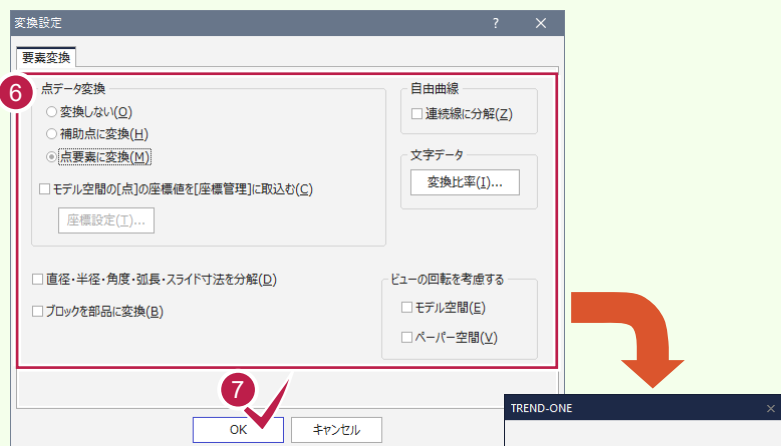 変換設定 ? ×
要素変換
6
点データ変換
変換しない(O)
補助点に変換(H)
点要素に変換(M)
モデル空間の[点]の座標値を[座標管理]に取込む(C)
座標設定(T)...
自由曲線
連続線に分解(Z)
文字データ
変換比率(I)...
直径・半径・角度・弧長・スライド寸法を分解(D)
ブロックを部品に変換(B)
ビューの回転を考慮する
モデル空間(E)
ペーパー空間(V)
7
OK キャンセル
TREND-ONE ×